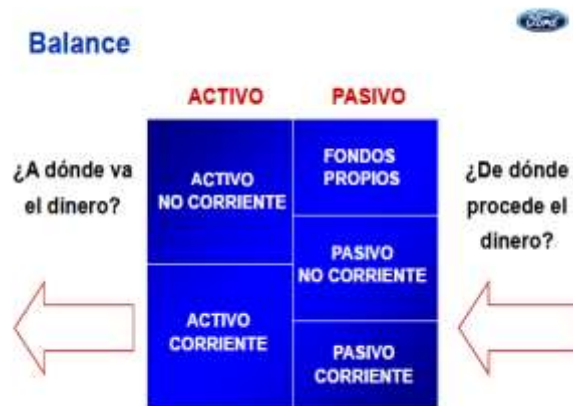 Ford
Balance
ACTIVO
PASIVO
¿A dónde va
el dinero?
ACTIVO
NO CORRIENTE
ACTIVO
CORRIENTE
FONDOS
PROPIOS
PASIVO
NO CORRIENTE
PASIVO
CORRIENTE
¿De dónde
procede el
dinero?